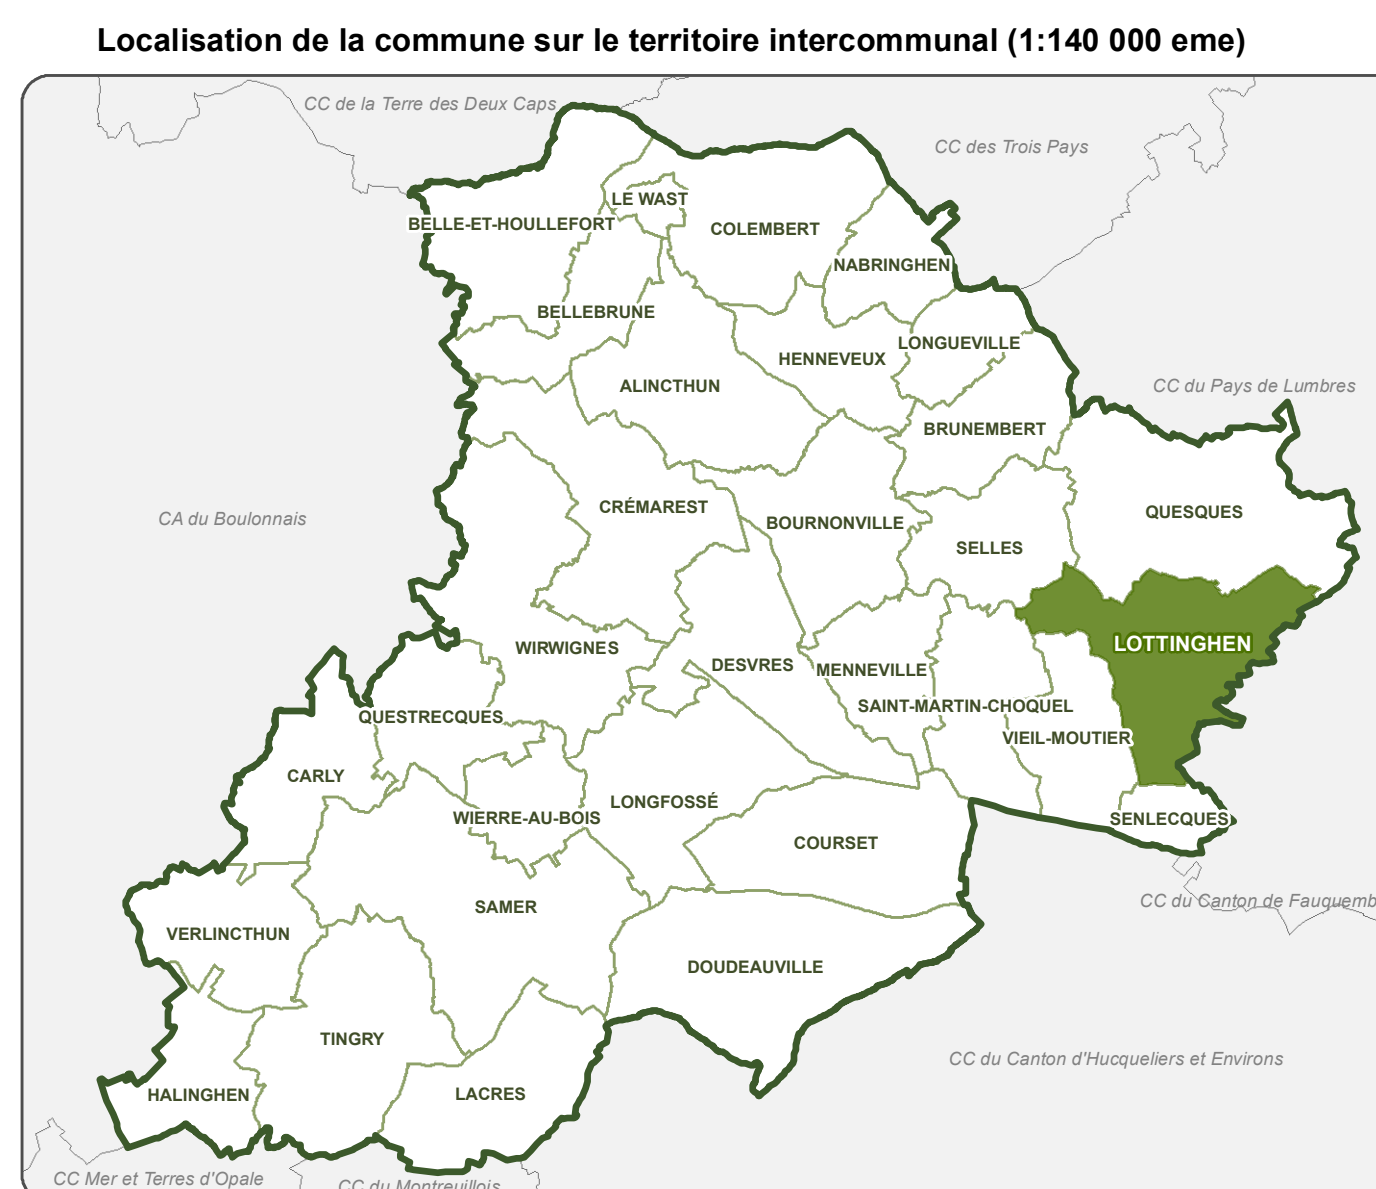 Localisation de la commune sur le territoire intercommunal (1:140 000 eme)
CC de la Terre des Deux Caps
CC des Trois Pays
LE WAST
BELLE-ET-HOULLEFORT
COLEMBERT
NABRINGHEN
BELLEBRUNE
LONGUEVILLE
HENNEVEUX
ALINCTHUN
CC du Pays de Lumbres
BRUNEMBERT
CRÉMAREST
QUESQUES
CA du Boulonnais
BOURNONVILLE
SELLES
LOTTINGHEN
WIRWIGNES
DESVRES
MENNEVILLE
SAINT-MARTIN-CHOQUEL
QUESTRECQUES
VIEIL-MOUTIER
CARLY
LONGFOSSÉ
WIERRE-AU-BOIS
SENLECQUES
COURSET
CC du Canton de Fauquemb
SAMER
VERLINCTHUN
DOUDEAUVILLE
TINGRY
CC du Canton d'Hucqueliers et Environs
HALINGHEN
LACRES
CC Mer et Terres d'Opale
CC du Montreuillois